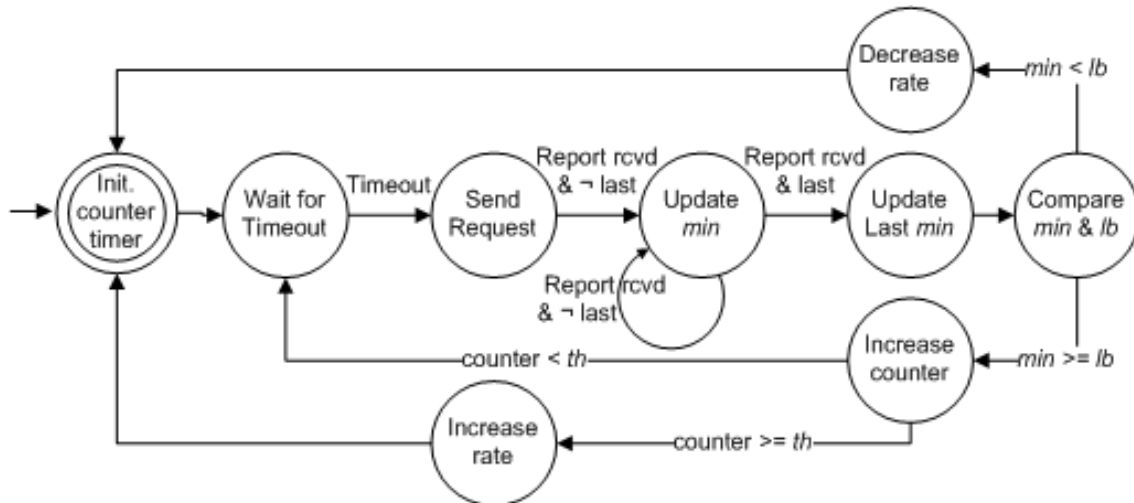 Decrease
rate
min < lb
Init.
counter
timer
Wait for
Timeout
Timeout
Send
Request
Report rcvd
& ¬ last
Update
min
Report rcvd
& last
Update
Last min
Compare
min & lb
Report rcvd
& ¬ last
counter < th
Increase
counter
min >= lb
Increase
rate
counter >= th